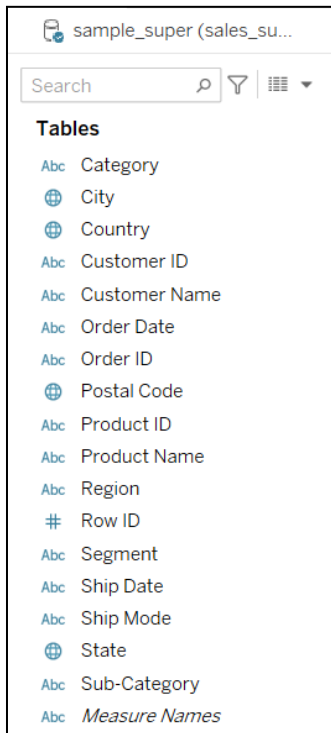 sample_super (sales_su...
Search
Tables
Abc Category
City
Country
Abc Customer ID
Abc Customer Name
Abc Order Date
Abc Order ID
Postal Code
Abc Product ID
Abc Product Name
Abc Region
# Row ID
Abc Segment
Abc Ship Date
Abc Ship Mode
State
Abc Sub-Category
Abc Measure Names